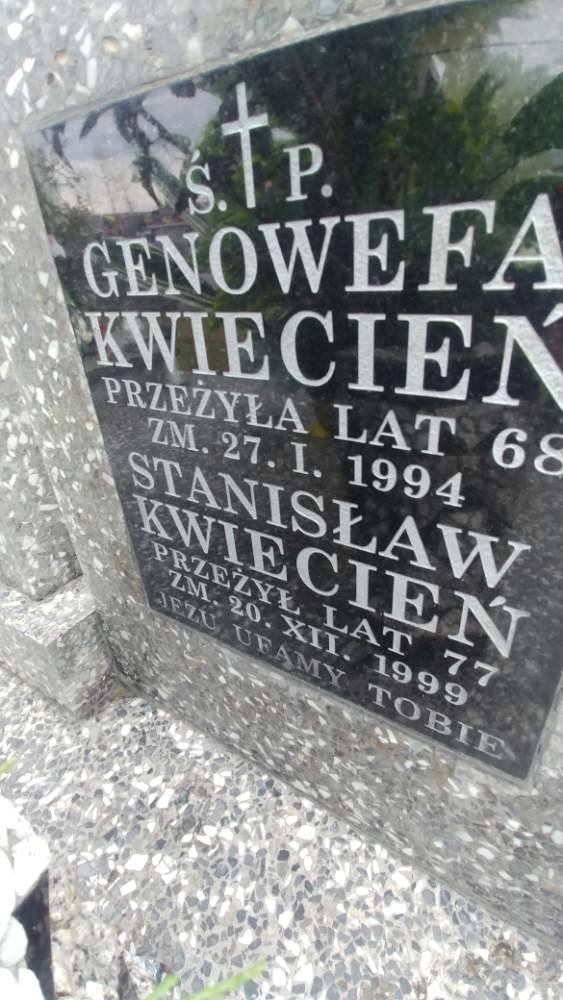 Ś. P.
GENOWEFA
KWIECIEŃ
PRZEŻYŁA LAT 68
ZM. 27. I. 1994
STANISŁAW
KWIECIEŃ
PRZEŻYŁ LAT 77
ZM. 20. XII. 1999
JEZU UFAMY TOBIE